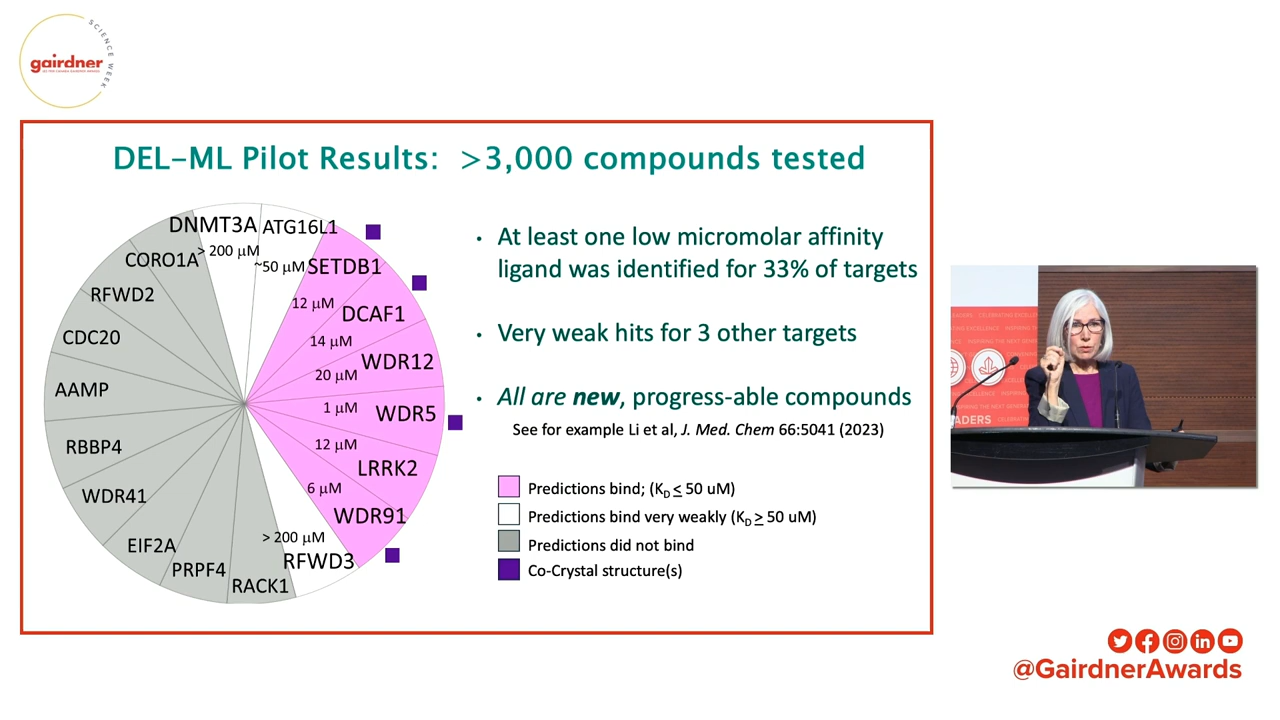 SCIENCE WEEK
gairdner
DEL-ML Pilot Results: >3,000 compounds tested
DNMT3A
> 200 µM
ATG16L1
~50 µM
SETDB1
12 µM
DCAF1
14 µM
WDR12
20 µM
WDR5
1 µM
LRRK2
12 µM
WDR91
6 µM
RFWD3
> 200 µM
RACK1
PRPF4
EIF2A
WDR41
RBBP4
AAMP
CDC20
RFWD2
CORO1A
• At least one low micromolar affinity
ligand was identified for 33% of targets
• Very weak hits for 3 other targets
• All are new, progress-able compounds
See for example Li et al, J. Med. Chem 66:5041 (2023)
Predictions bind; (KD ≤ 50 uM)
Predictions bind very weakly (KD ≥ 50 uM)
Predictions did not bind
Co-Crystal structure(s)
ADERS
@GairdnerAwards